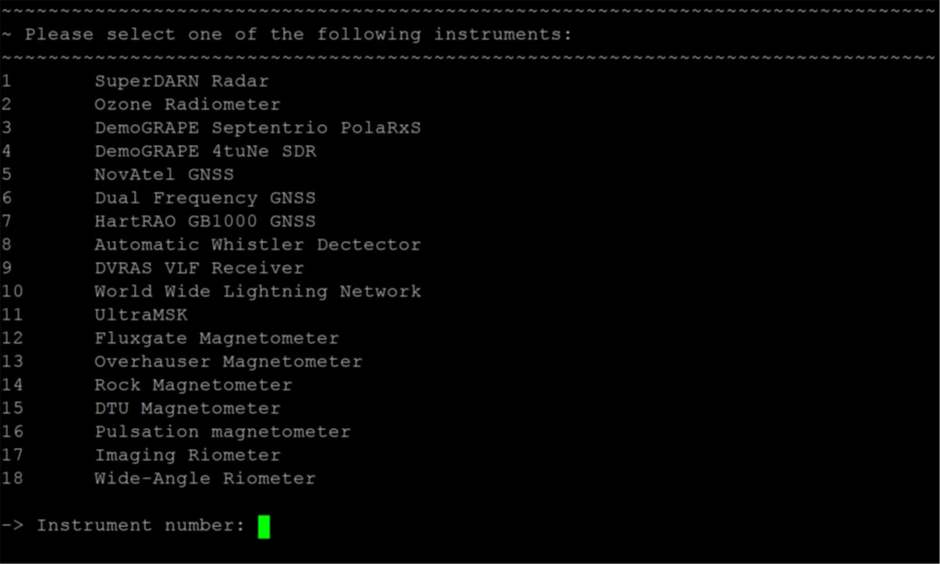 ~~~~~~~~~~~~~~~~~~~~~~~~~~~~~~~~~~~~~~~~~~~~~~~~~~~~~~~~~~~~~~~~~~~~~~~~~~~~~~~~
~ Please select one of the following instruments:
~~~~~~~~~~~~~~~~~~~~~~~~~~~~~~~~~~~~~~~~~~~~~~~~~~~~~~~~~~~~~~~~~~~~~~~~~~~~~~~~
1 SuperDARN Radar
2 Ozone Radiometer
3 DemoGRAPE Septentrio PolaRxS
4 DemoGRAPE 4tuNe SDR
5 NovAtel GNSS
6 Dual Frequency GNSS
7 HartRAO GB1000 GNSS
8 Automatic Whistler Dectector
9 DVRAS VLF Receiver
10 World Wide Lightning Network
11 UltraMSK
12 Fluxgate Magnetometer
13 Overhauser Magnetometer
14 Rock Magnetometer
15 DTU Magnetometer
16 Pulsation magnetometer
17 Imaging Riometer
18 Wide-Angle Riometer
-> Instrument number: